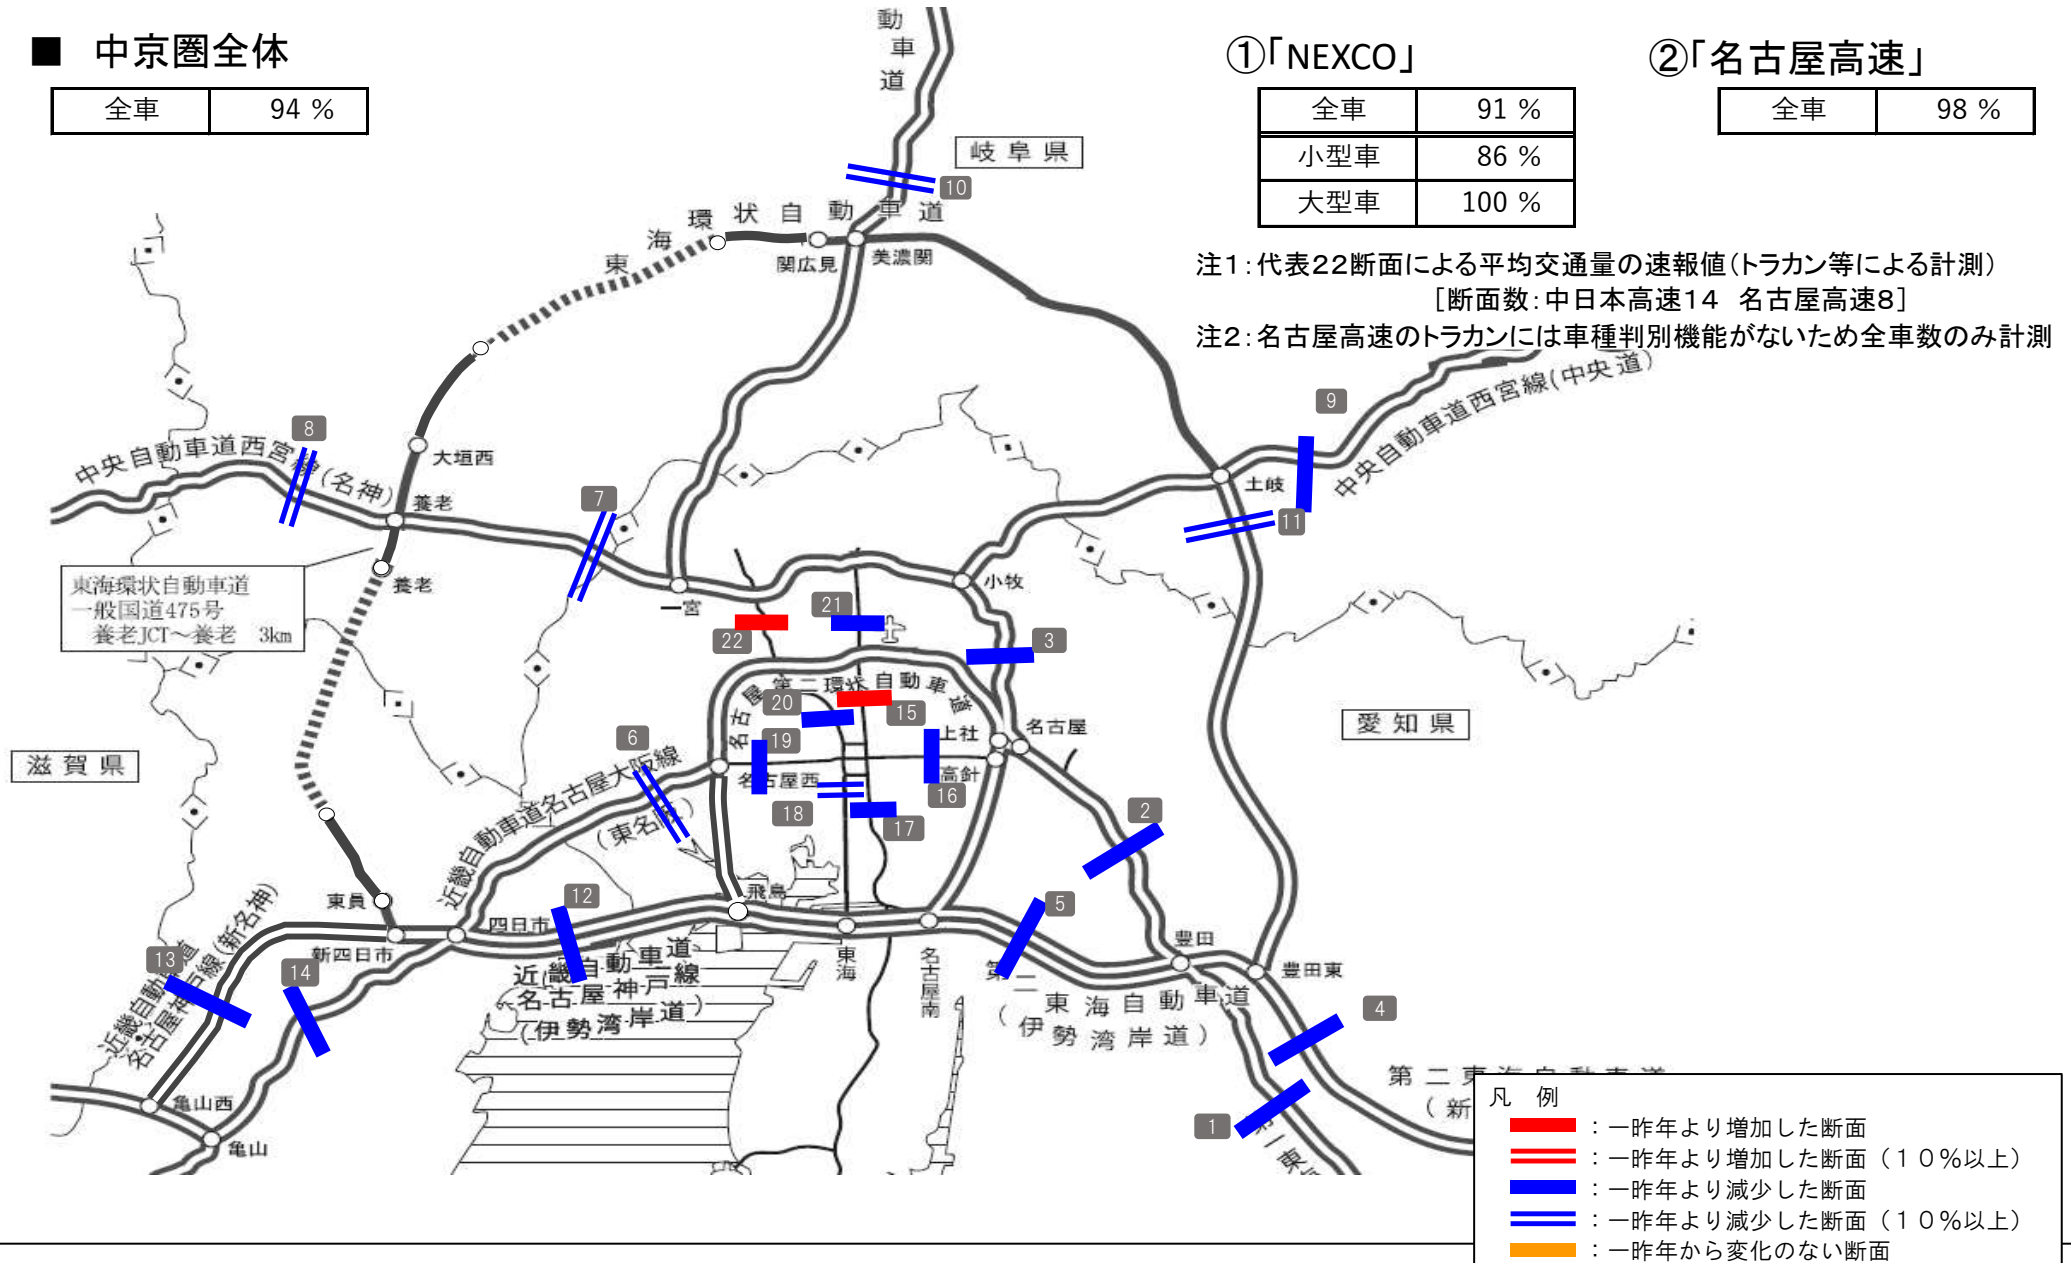 ■ 中京圏全体
全車 94 %
①「NEXCO」
全車 91 %
小型車 86 %
大型車 100 %
②「名古屋高速」
全車 98 %
注1:代表22断面による平均交通量の速報値(トラカン等による計測)
[断面数:中日本高速14 名古屋高速8]
注2:名古屋高速のトラカンには車種判別機能がないため全車数のみ計測
動車道
岐阜県
10
東海環状自動車道
関広見
美濃関
9
中央自動車道西宮線(中央道)
8
中央自動車道西宮線(名神)
大垣西
養老
7
土岐
11
養老
東海環状自動車道
一般国道475号
養老JCT〜養老 3km
一宮
小牧
21
22
3
名古屋第二環状自動車道
20
15
上社
名古屋
愛知県
滋賀県
6
19
名古屋西
高針
16
近畿自動車道名古屋大阪線
(東名阪)
18
17
2
飛島
東員
12
四日市
新四日市
5
豊田
豊田東
13
14
近畿自動車道
名古屋神戸線(新名神)
近畿自動車道
名古屋神戸線
(伊勢湾岸道)
東海
名古屋南
第二東海自動車道
(伊勢湾岸道)
4
亀山西
亀山
1
第二東海自動車道
(新
第一東
凡 例
:一昨年より増加した断面
:一昨年より増加した断面(10%以上)
:一昨年より減少した断面
:一昨年より減少した断面(10%以上)
:一昨年から変化のない断面